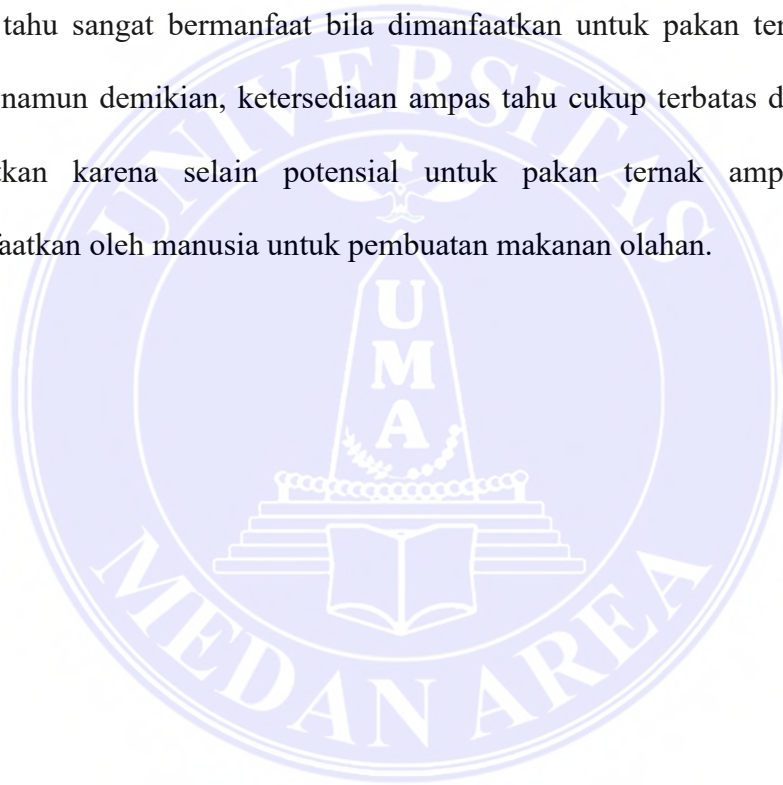 tahu sangat bermanfaat bila dimanfaatkan untuk pakan ter
namun demikian, ketersediaan ampas tahu cukup terbatas d
kan karena selain potensial untuk pakan ternak amp
faatkan oleh manusia untuk pembuatan makanan olahan.
UNIVERSITAS
U
M
A
MEDAN AREA